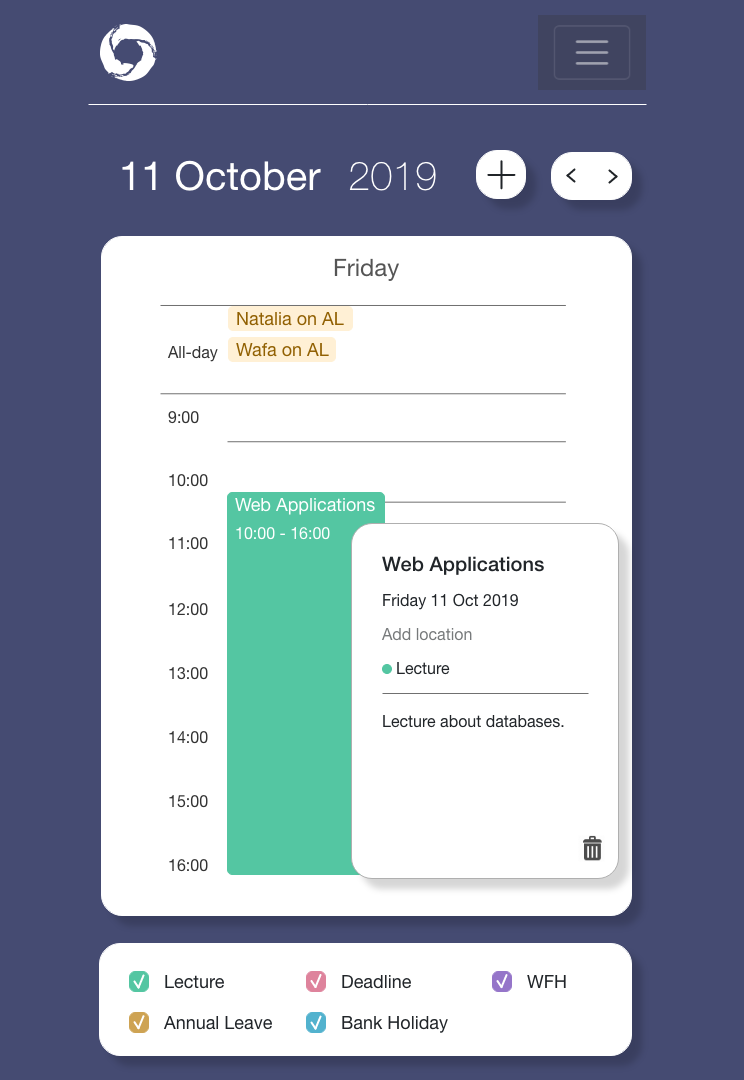 11 October 2019
Friday
Natalia on AL
All-day
Wafa on AL
9:00
10:00
Web Applications
10:00 - 16:00
11:00
12:00
13:00
14:00
15:00
16:00
Web Applications
Friday 11 Oct 2019
Add location
Lecture
Lecture about databases.
Lecture
Deadline
WFH
Annual Leave
Bank Holiday